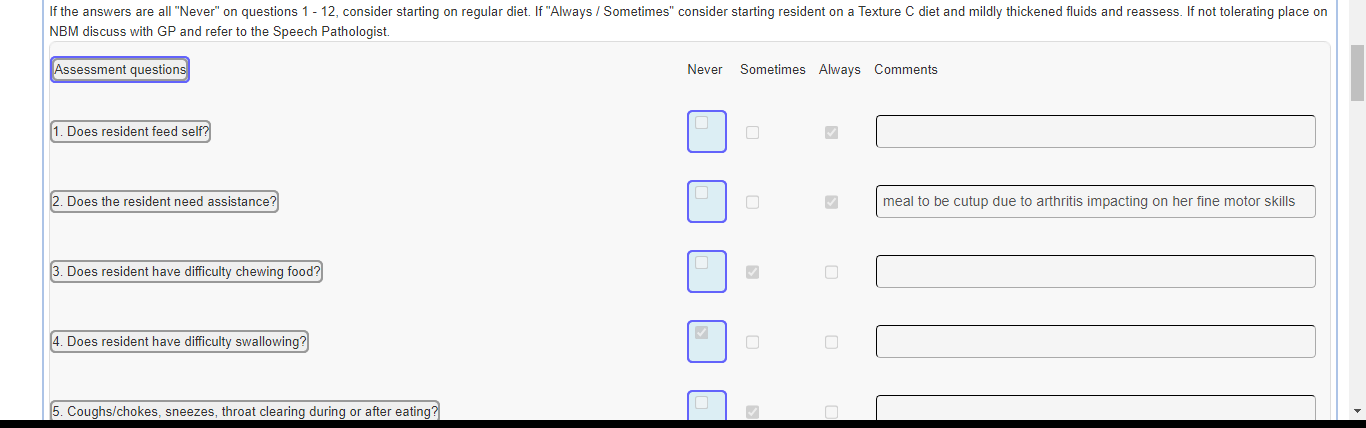 If the answers are all "Never" on questions 1 - 12, consider starting on regular diet. If "Always / Sometimes" consider starting resident on a Texture C diet and mildly thickened fluids and reassess. If not tolerating place on
NBM discuss with GP and refer to the Speech Pathologist.
Assessment questions Never Sometimes Always Comments
1. Does resident feed self?
2. Does the resident need assistance? meal to be cutup due to arthritis impacting on her fine motor skills
3. Does resident have difficulty chewing food?
4. Does resident have difficulty swallowing?
5. Coughs/chokes, sneezes, throat clearing during or after eating?